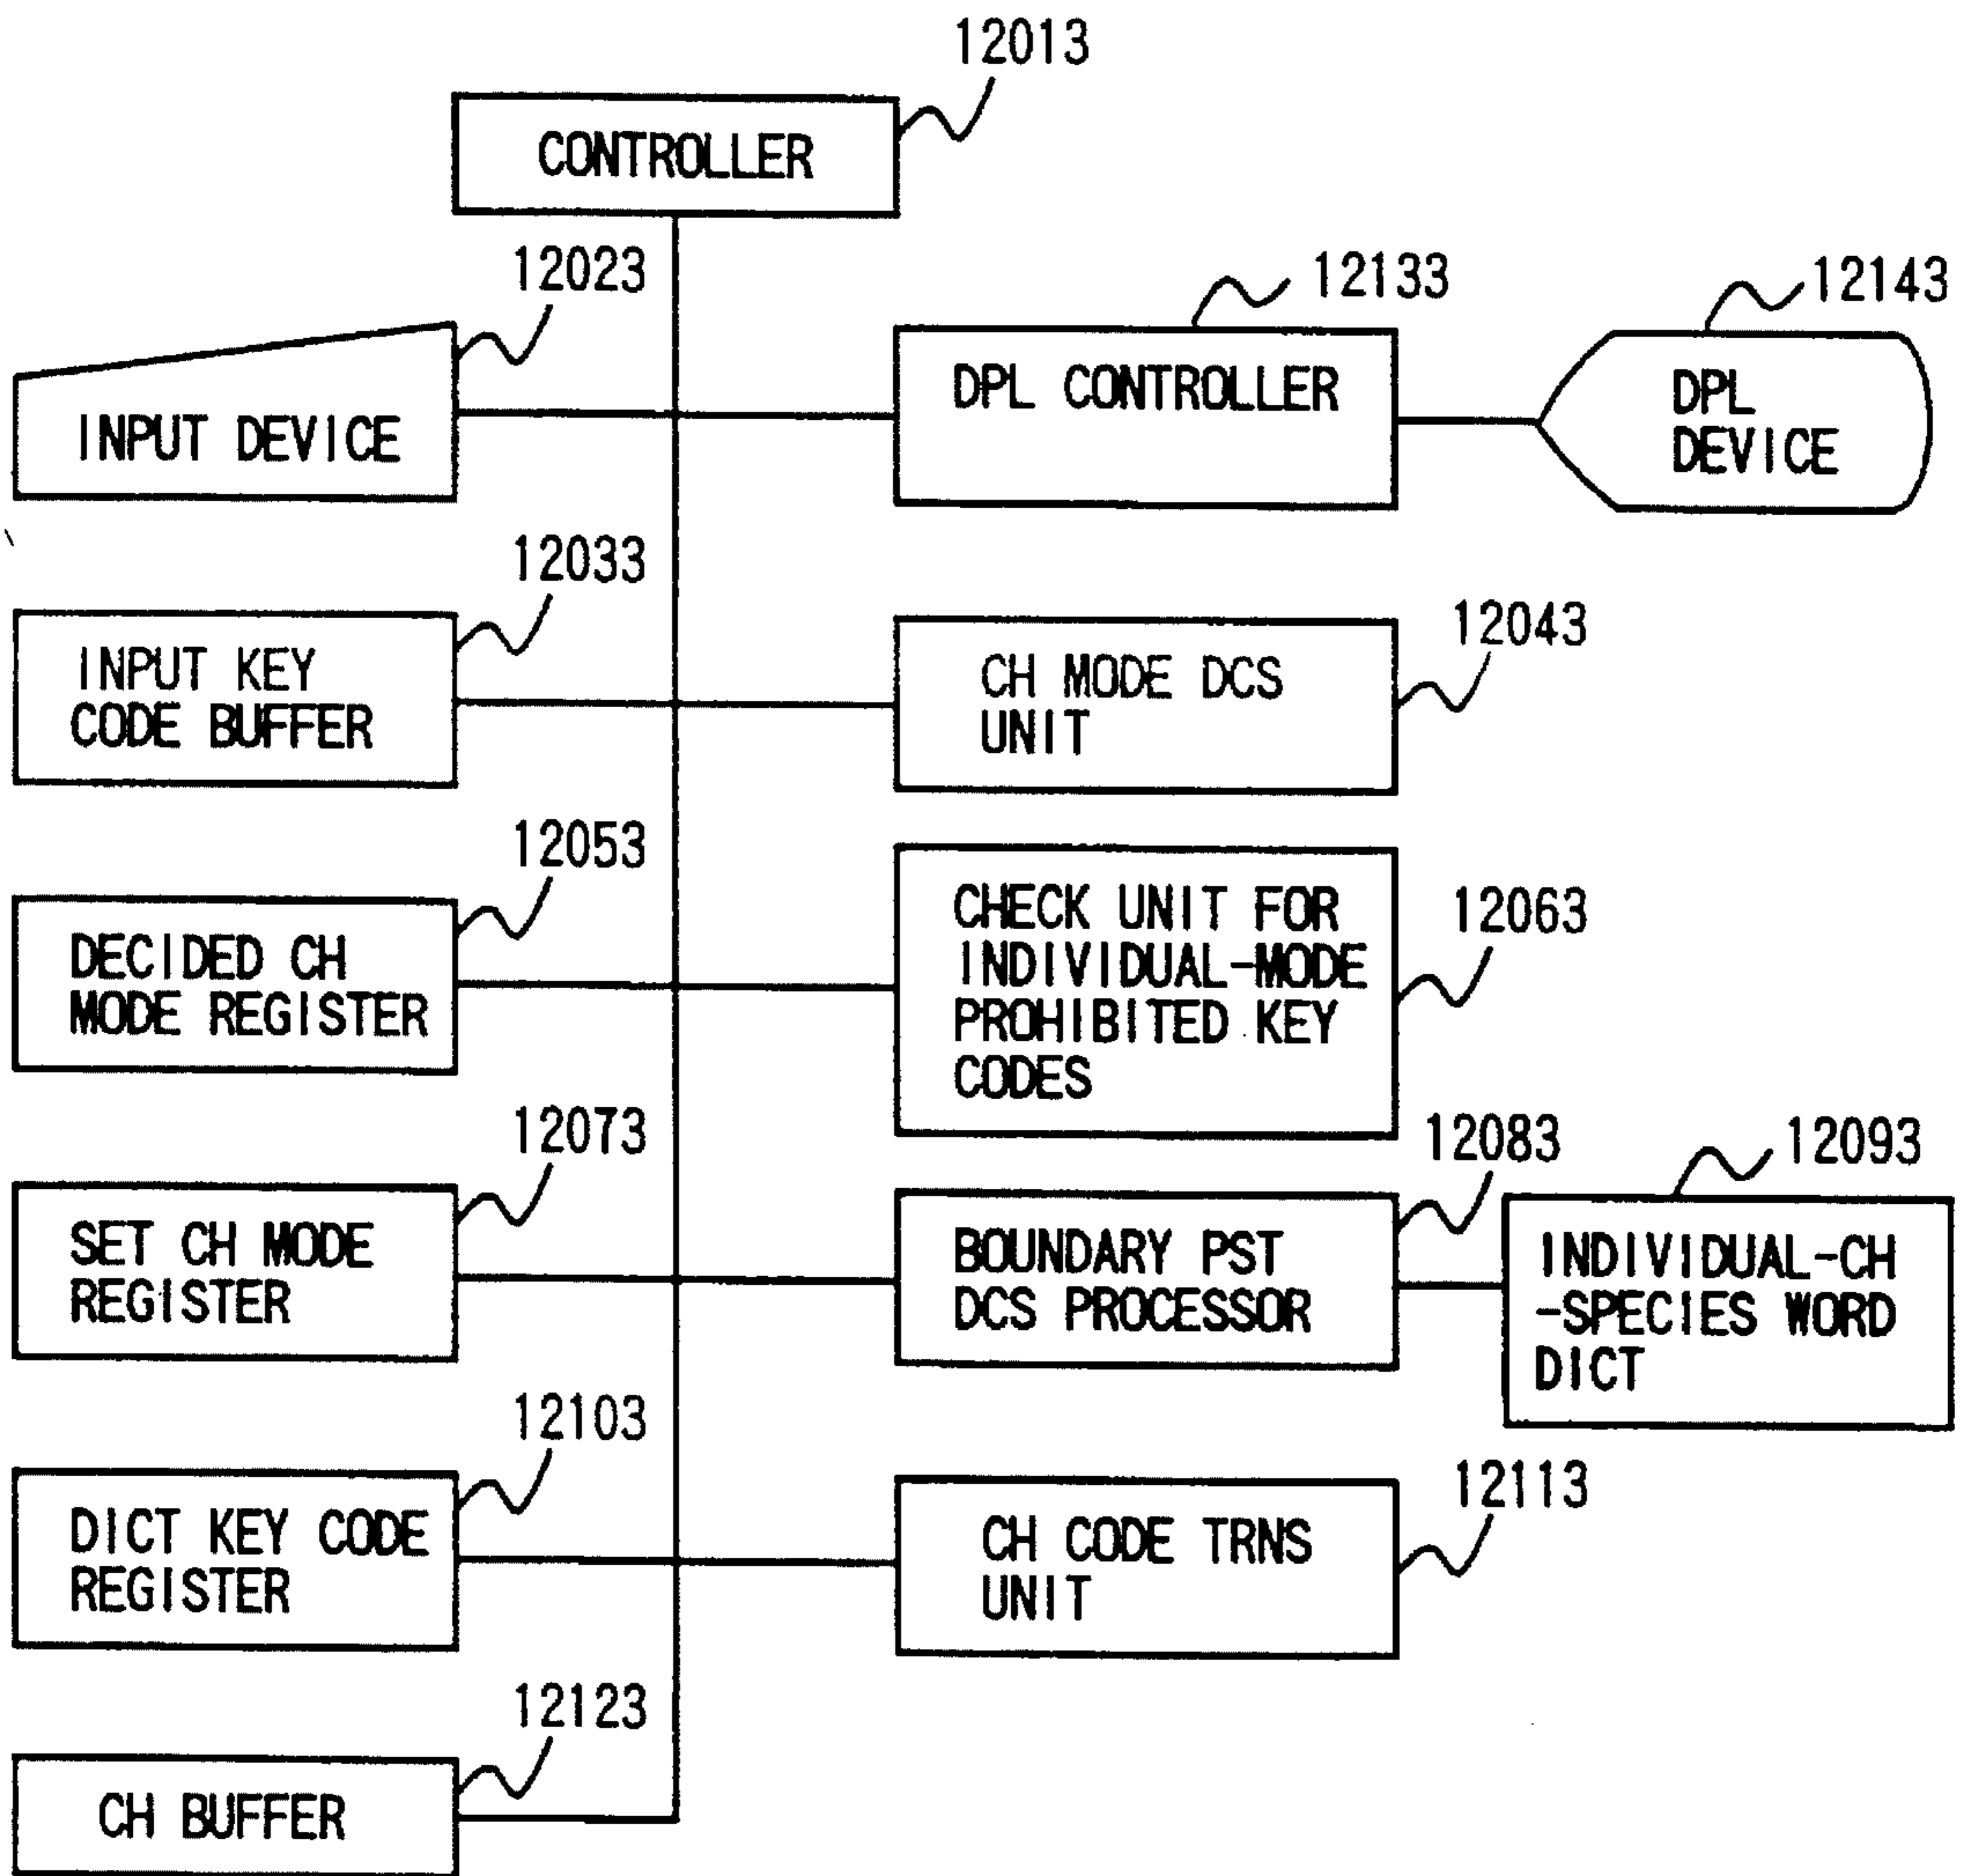 12013
CONTROLLER
12023
INPUT DEVICE
12133
DPL CONTROLLER
12143
DPL
DEVICE
12033
INPUT KEY
CODE BUFFER
12043
CH MODE DCS
UNIT
12053
DECIDED CH
MODE REGISTER
12063
CHECK UNIT FOR
INDIVIDUAL-MODE
PROHIBITED KEY
CODES
12073
SET CH MODE
REGISTER
12083
BOUNDARY PST
DCS PROCESSOR
12093
INDIVIDUAL-CH
-SPECIES WORD
DICT
12103
DICT KEY CODE
REGISTER
12113
CH CODE TRNS
UNIT
12123
CH BUFFER